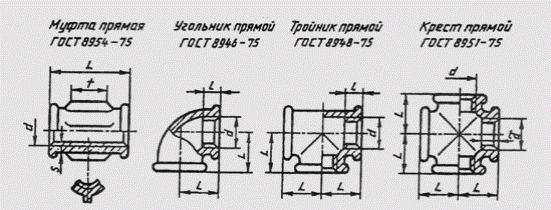 Муфта прямая
ГОСТ 8954-75
Угольник прямой
ГОСТ 8946-75
Тройник прямой
ГОСТ 8948-75
Крест прямой
ГОСТ 8951-75
L
t
d
S
l
d
L
L
l
d
L
L
L
d
L
L
d
L
L